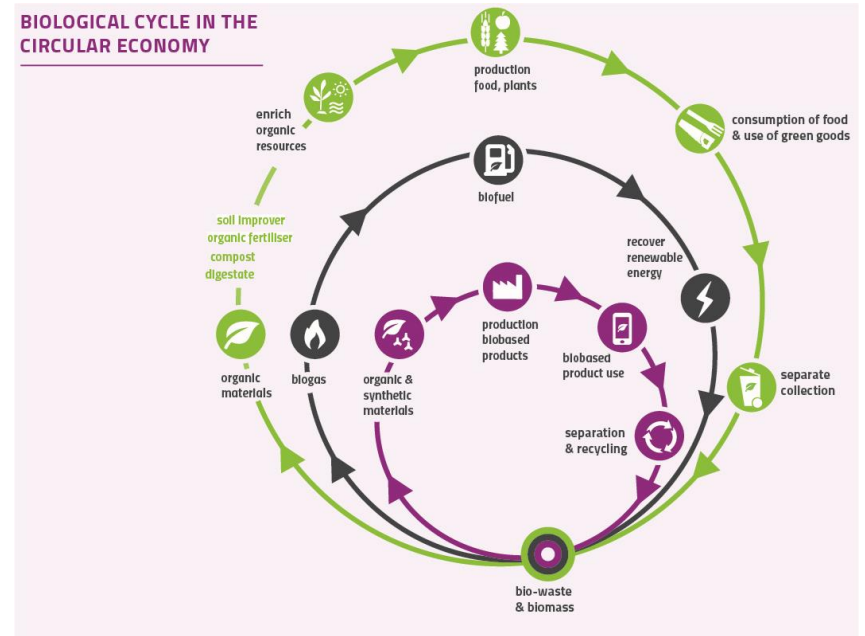 BIOLOGICAL CYCLE IN THE
CIRCULAR ECONOMY
production
food, plants
enrich
organic
resources
consumption of food
& use of green goods
biofuel
soil improver
organic fertiliser
compost
digestate
recover
renewable
energy
production
biobased
products
biobased
product use
organic
materials
biogas
organic &
synthetic
materials
separate
collection
separation
& recycling
bio-waste
& biomass